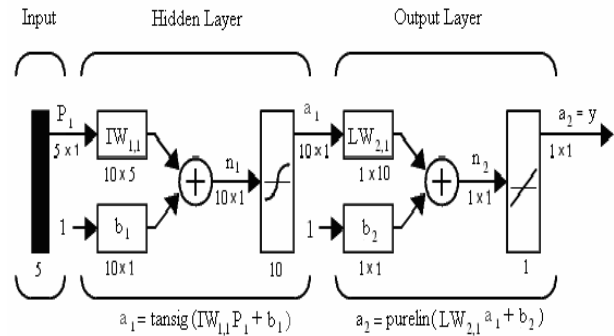 Input
Hidden Layer
Output Layer
P₁
5 x 1
IW₁,₁
10 x 5
1
b₁
10 x 1
5
n₁
10 x 1
10
a₁
10 x 1
LW₂,₁
1 x 10
1
b₂
1 x 1
n₂
1 x 1
1
a₂ = y
1 x 1
a₁ = tansig (IW₁,₁ P₁ + b₁)
a₂ = purelin (LW₂,₁ a₁ + b₂)